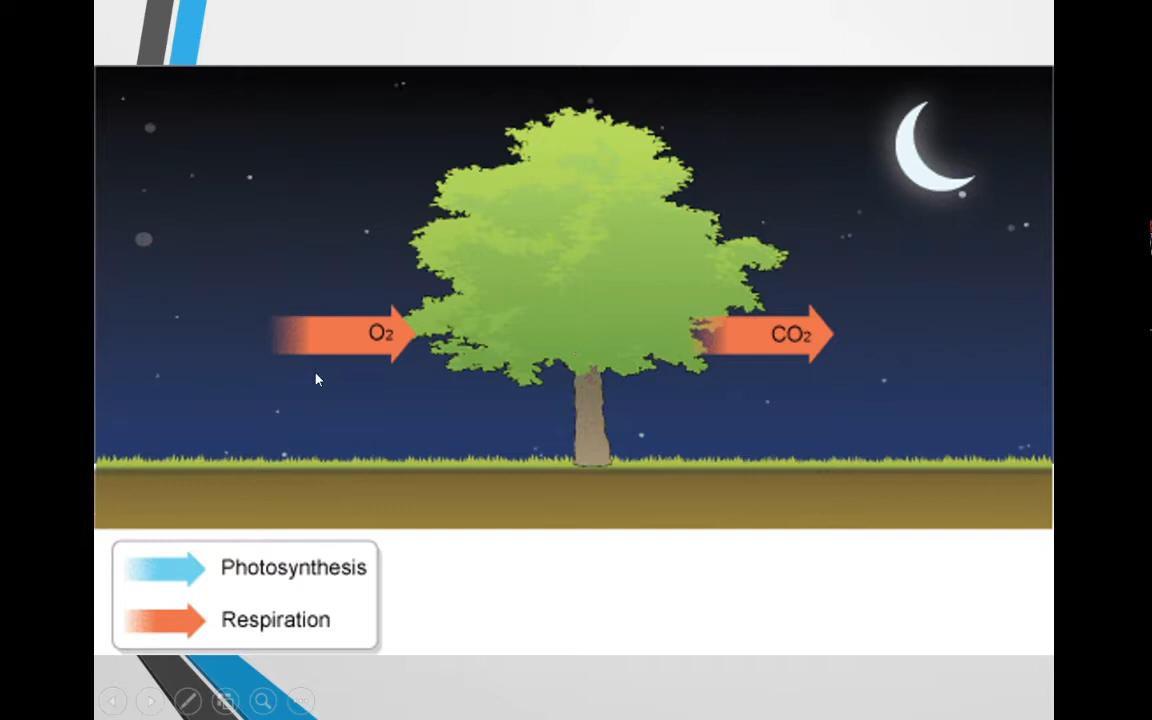 O₂
CO₂
Photosynthesis
Respiration